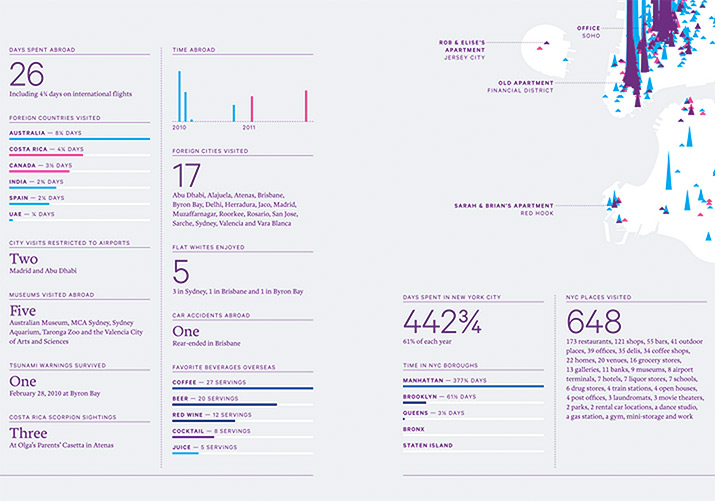 DAYS SPENT ABROAD
26
Including 4¾ days on international flights
FOREIGN COUNTRIES VISITED
AUSTRALIA — 8¼ DAYS
COSTA RICA — 4¼ DAYS
CANADA — 3½ DAYS
INDIA — 2¾ DAYS
SPAIN — 2¼ DAYS
UAE — ¼ DAYS
CITY VISITS RESTRICTED TO AIRPORTS
Two
Madrid and Abu Dhabi
MUSEUMS VISITED ABROAD
Five
Australian Museum, MCA Sydney, Sydney
Aquarium, Taronga Zoo and the Valencia City
of Arts and Sciences
TSUNAMI WARNINGS SURVIVED
One
February 28, 2010 at Byron Bay
COSTA RICA SCORPION SIGHTINGS
Three
At Olga's Parents' Casetta in Atenas
TIME ABROAD
2010
2011
FOREIGN CITIES VISITED
17
Abu Dhabi, Alajuela, Atenas, Brisbane,
Byron Bay, Delhi, Herradura, Jaco, Madrid,
Muzaffarnagar, Roorkee, Rosario, San Jose,
Sarche, Sydney, Valencia and Vara Blanca
FLAT WHITES ENJOYED
5
3 in Sydney, 1 in Brisbane and 1 in Byron Bay
CAR ACCIDENTS ABROAD
One
Rear-ended in Brisbane
FAVORITE BEVERAGES OVERSEAS
COFFEE — 27 SERVINGS
BEER — 20 SERVINGS
RED WINE — 12 SERVINGS
COCKTAIL — 8 SERVINGS
JUICE — 5 SERVINGS
OFFICE
SOHO
ROB & ELISE'S
APARTMENT
JERSEY CITY
OLD APARTMENT
FINANCIAL DISTRICT
SARAH & BRIAN'S APARTMENT
RED HOOK
DAYS SPENT IN NEW YORK CITY
442¾
61% of each year
TIME IN NYC BOROUGHS
MANHATTAN — 377¾ DAYS
BROOKLYN — 61½ DAYS
QUEENS — 3½ DAYS
BRONX
STATEN ISLAND
NYC PLACES VISITED
648
173 restaurants, 121 shops, 55 bars, 41 outdoor
places, 39 offices, 35 delis, 34 coffee shops,
22 homes, 20 venues, 16 grocery stores,
13 galleries, 11 banks, 9 museums, 8 airport
terminals, 7 hotels, 7 liquor stores, 7 schools,
6 drug stores, 4 train stations, 4 open houses,
4 post offices, 3 laundromats, 3 movie theaters,
2 parks, 2 rental car locations, a dance studio,
a gas station, a gym, mini-storage and work